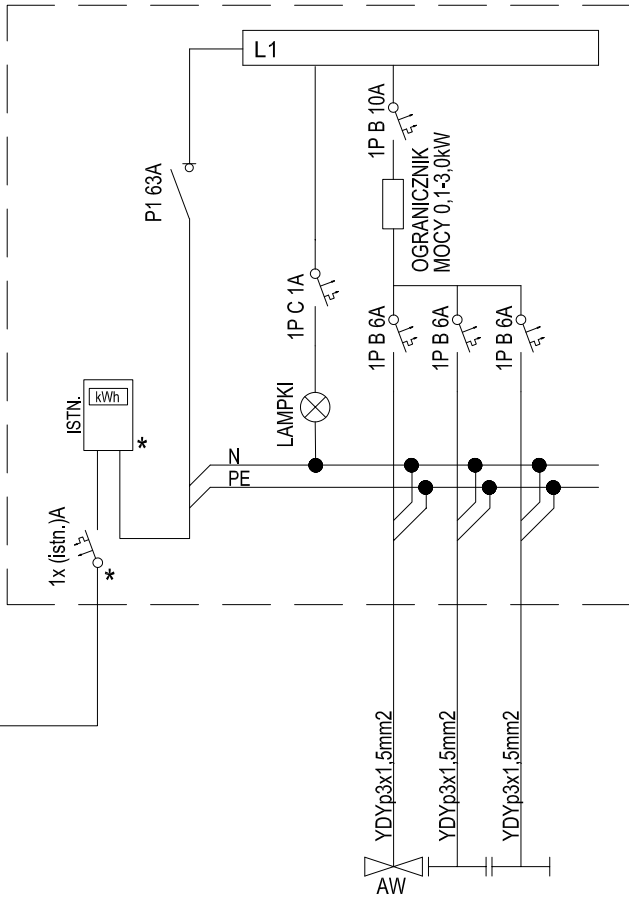 L1
P1 63A
1P B 10A
OGRANICZNIK
MOCY 0,1-3,0kW
1P C 1A
1P B 6A
1P B 6A
1P B 6A
ISTN.
kWh
*
LAMPKI
N
PE
1x (istn.)A
*
YDYp3x1,5mm2
YDYp3x1,5mm2
YDYp3x1,5mm2
AW